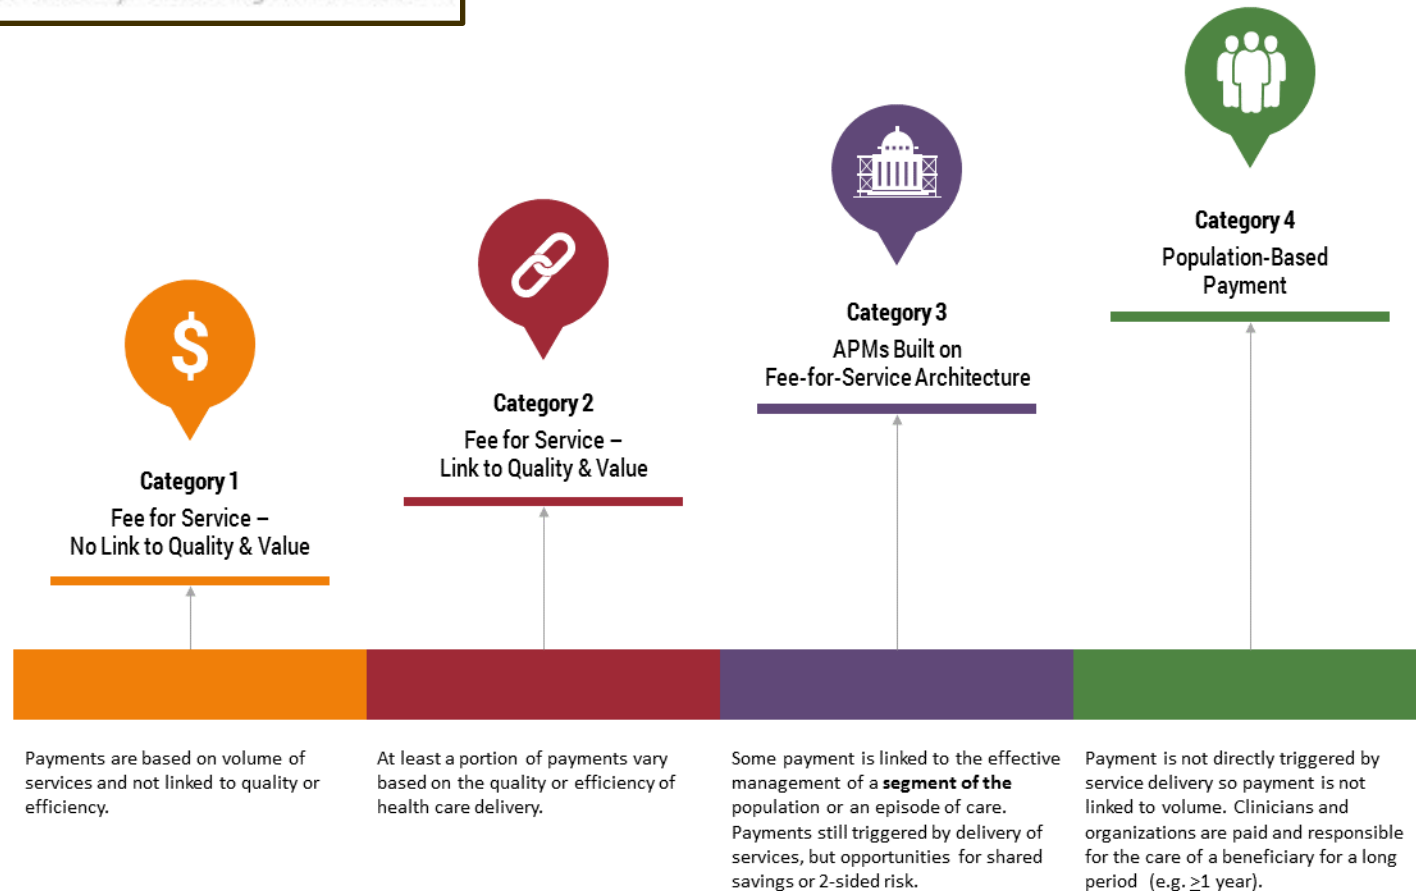 $
Category 1
Fee for Service –
No Link to Quality & Value
Category 2
Fee for Service –
Link to Quality & Value
Category 3
APMs Built on
Fee-for-Service Architecture
Category 4
Population-Based
Payment
Payments are based on volume of
services and not linked to quality or
efficiency.
At least a portion of payments vary
based on the quality or efficiency of
health care delivery.
Some payment is linked to the effective
management of a segment of the
population or an episode of care.
Payments still triggered by delivery of
services, but opportunities for shared
savings or 2-sided risk.
Payment is not directly triggered by
service delivery so payment is not
linked to volume. Clinicians and
organizations are paid and responsible
for the care of a beneficiary for a long
period (e.g. ≥1 year).